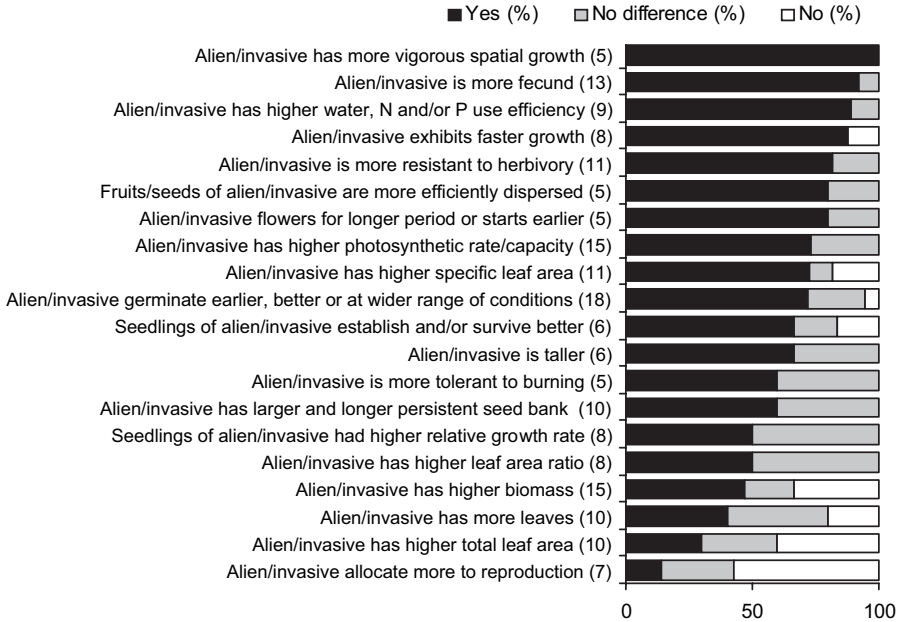 Yes (%) No difference (%) No (%)
Alien/invasive has more vigorous spatial growth (5)
Alien/invasive is more fecund (13)
Alien/invasive has higher water, N and/or P use efficiency (9)
Alien/invasive exhibits faster growth (8)
Alien/invasive is more resistant to herbivory (11)
Fruits/seeds of alien/invasive are more efficiently dispersed (5)
Alien/invasive flowers for longer period or starts earlier (5)
Alien/invasive has higher photosynthetic rate/capacity (15)
Alien/invasive has higher specific leaf area (11)
Alien/invasive germinate earlier, better or at wider range of conditions (18)
Seedlings of alien/invasive establish and/or survive better (6)
Alien/invasive is taller (6)
Alien/invasive is more tolerant to burning (5)
Alien/invasive has larger and longer persistent seed bank (10)
Seedlings of alien/invasive had higher relative growth rate (8)
Alien/invasive has higher leaf area ratio (8)
Alien/invasive has higher biomass (15)
Alien/invasive has more leaves (10)
Alien/invasive has higher total leaf area (10)
Alien/invasive allocate more to reproduction (7)
0 50 100